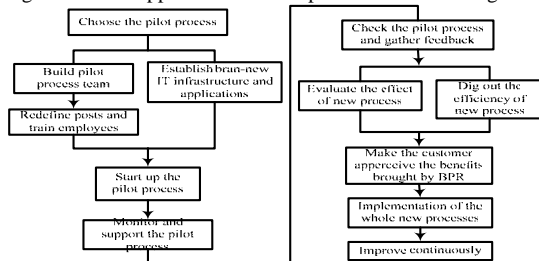 Choose the pilot process
Build pilot
process team
Establish bran-new
IT infrastructure and
applications
Redefine posts and
train employees
Start up the
pilot process
Monitor and
support the pilot
process
Check the pilot process
and gather feedback
Evaluate the effect
of new process
Dig out the
efficiency of
new process
Make the customer
apperceive the benefits
brought by BPR
Implementation of the
whole new processes
Improve continuously